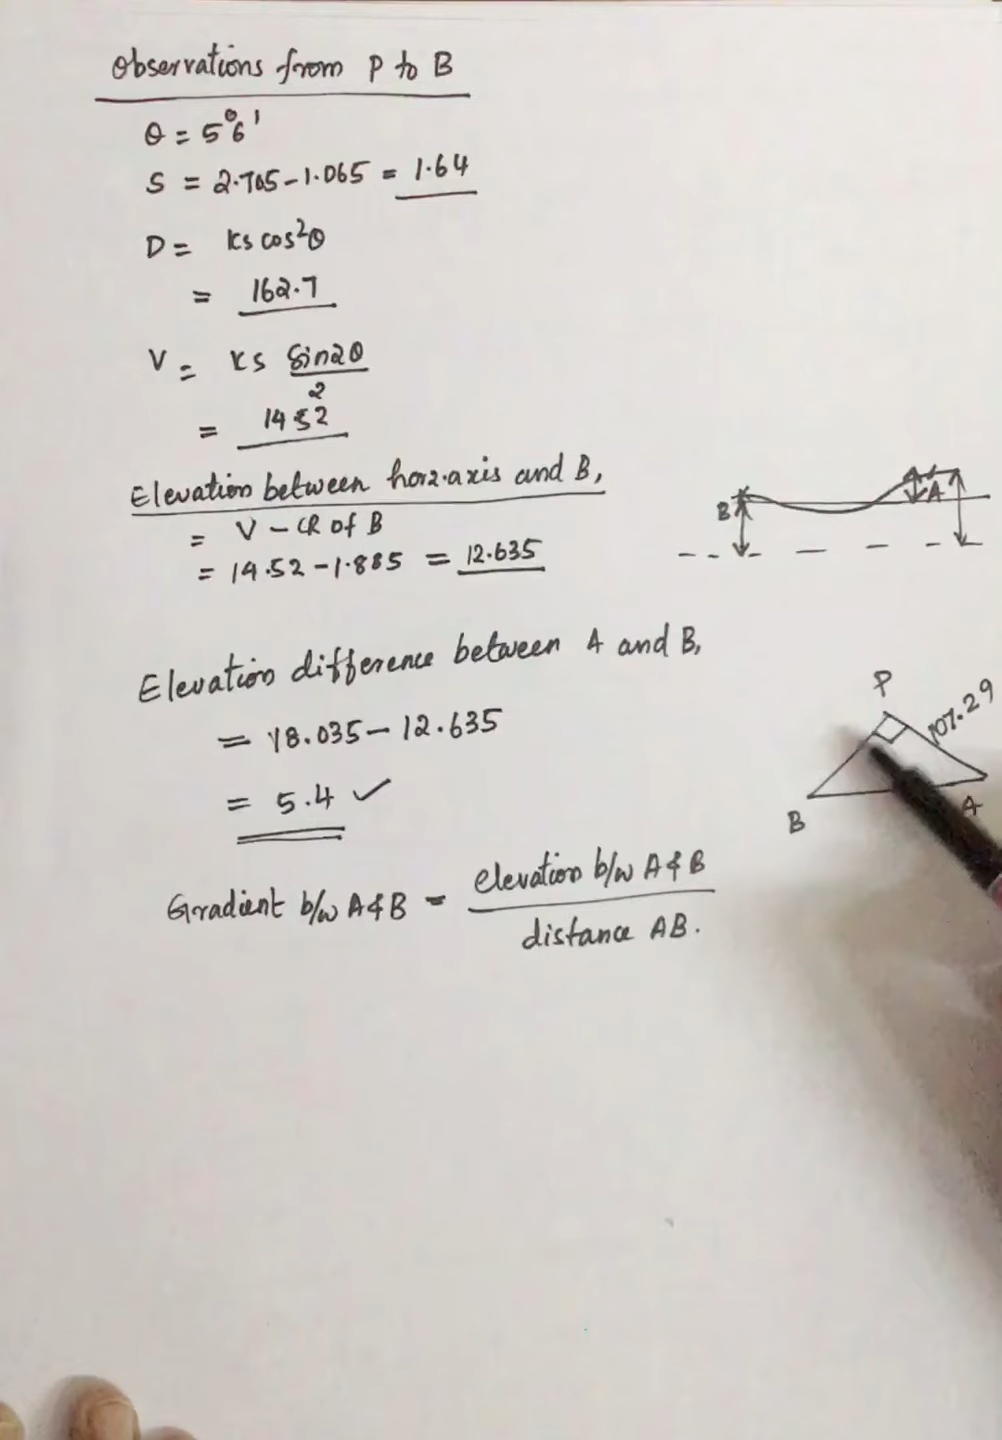 Observations from P to B
θ = 5°6'
S = 2.705-1.065 = 1.64
D = ks cos²θ
= 162.7
V = ks sin2θ
2
= 14.52
Elevation between horz.axis and B,
= V - CR of B
= 14.52-1.885 = 12.635
B A
Elevation difference between A and B,
= 18.035-12.635
= 5.4 ✓
P 107.29
B A
Gradient b/w A & B = elevation b/w A & B
distance AB.